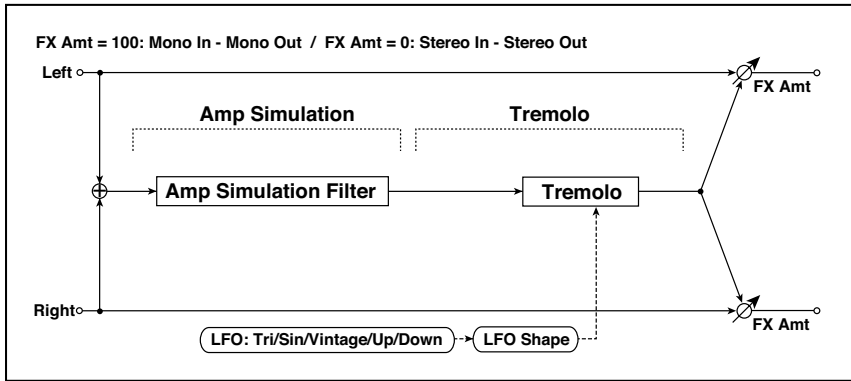 FX Amt = 100: Mono In - Mono Out / FX Amt = 0: Stereo In - Stereo Out
Left
FX Amt
Amp Simulation
Tremolo
+
Amp Simulation Filter
Tremolo
Right
FX Amt
LFO: Tri/Sin/Vintage/Up/Down
LFO Shape